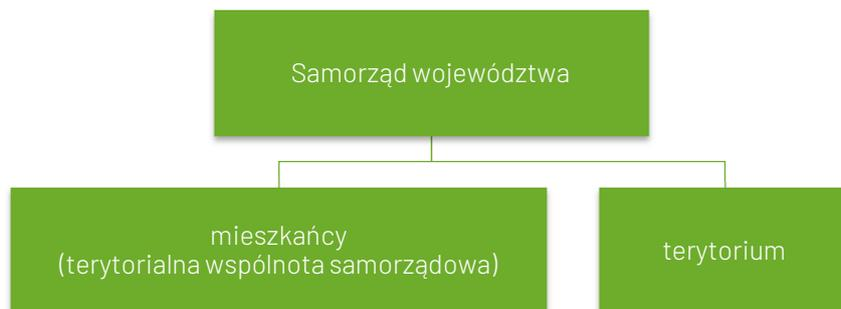 Samorząd województwa
mieszkańcy
(terytorialna wspólnota samorządowa)
terytorium